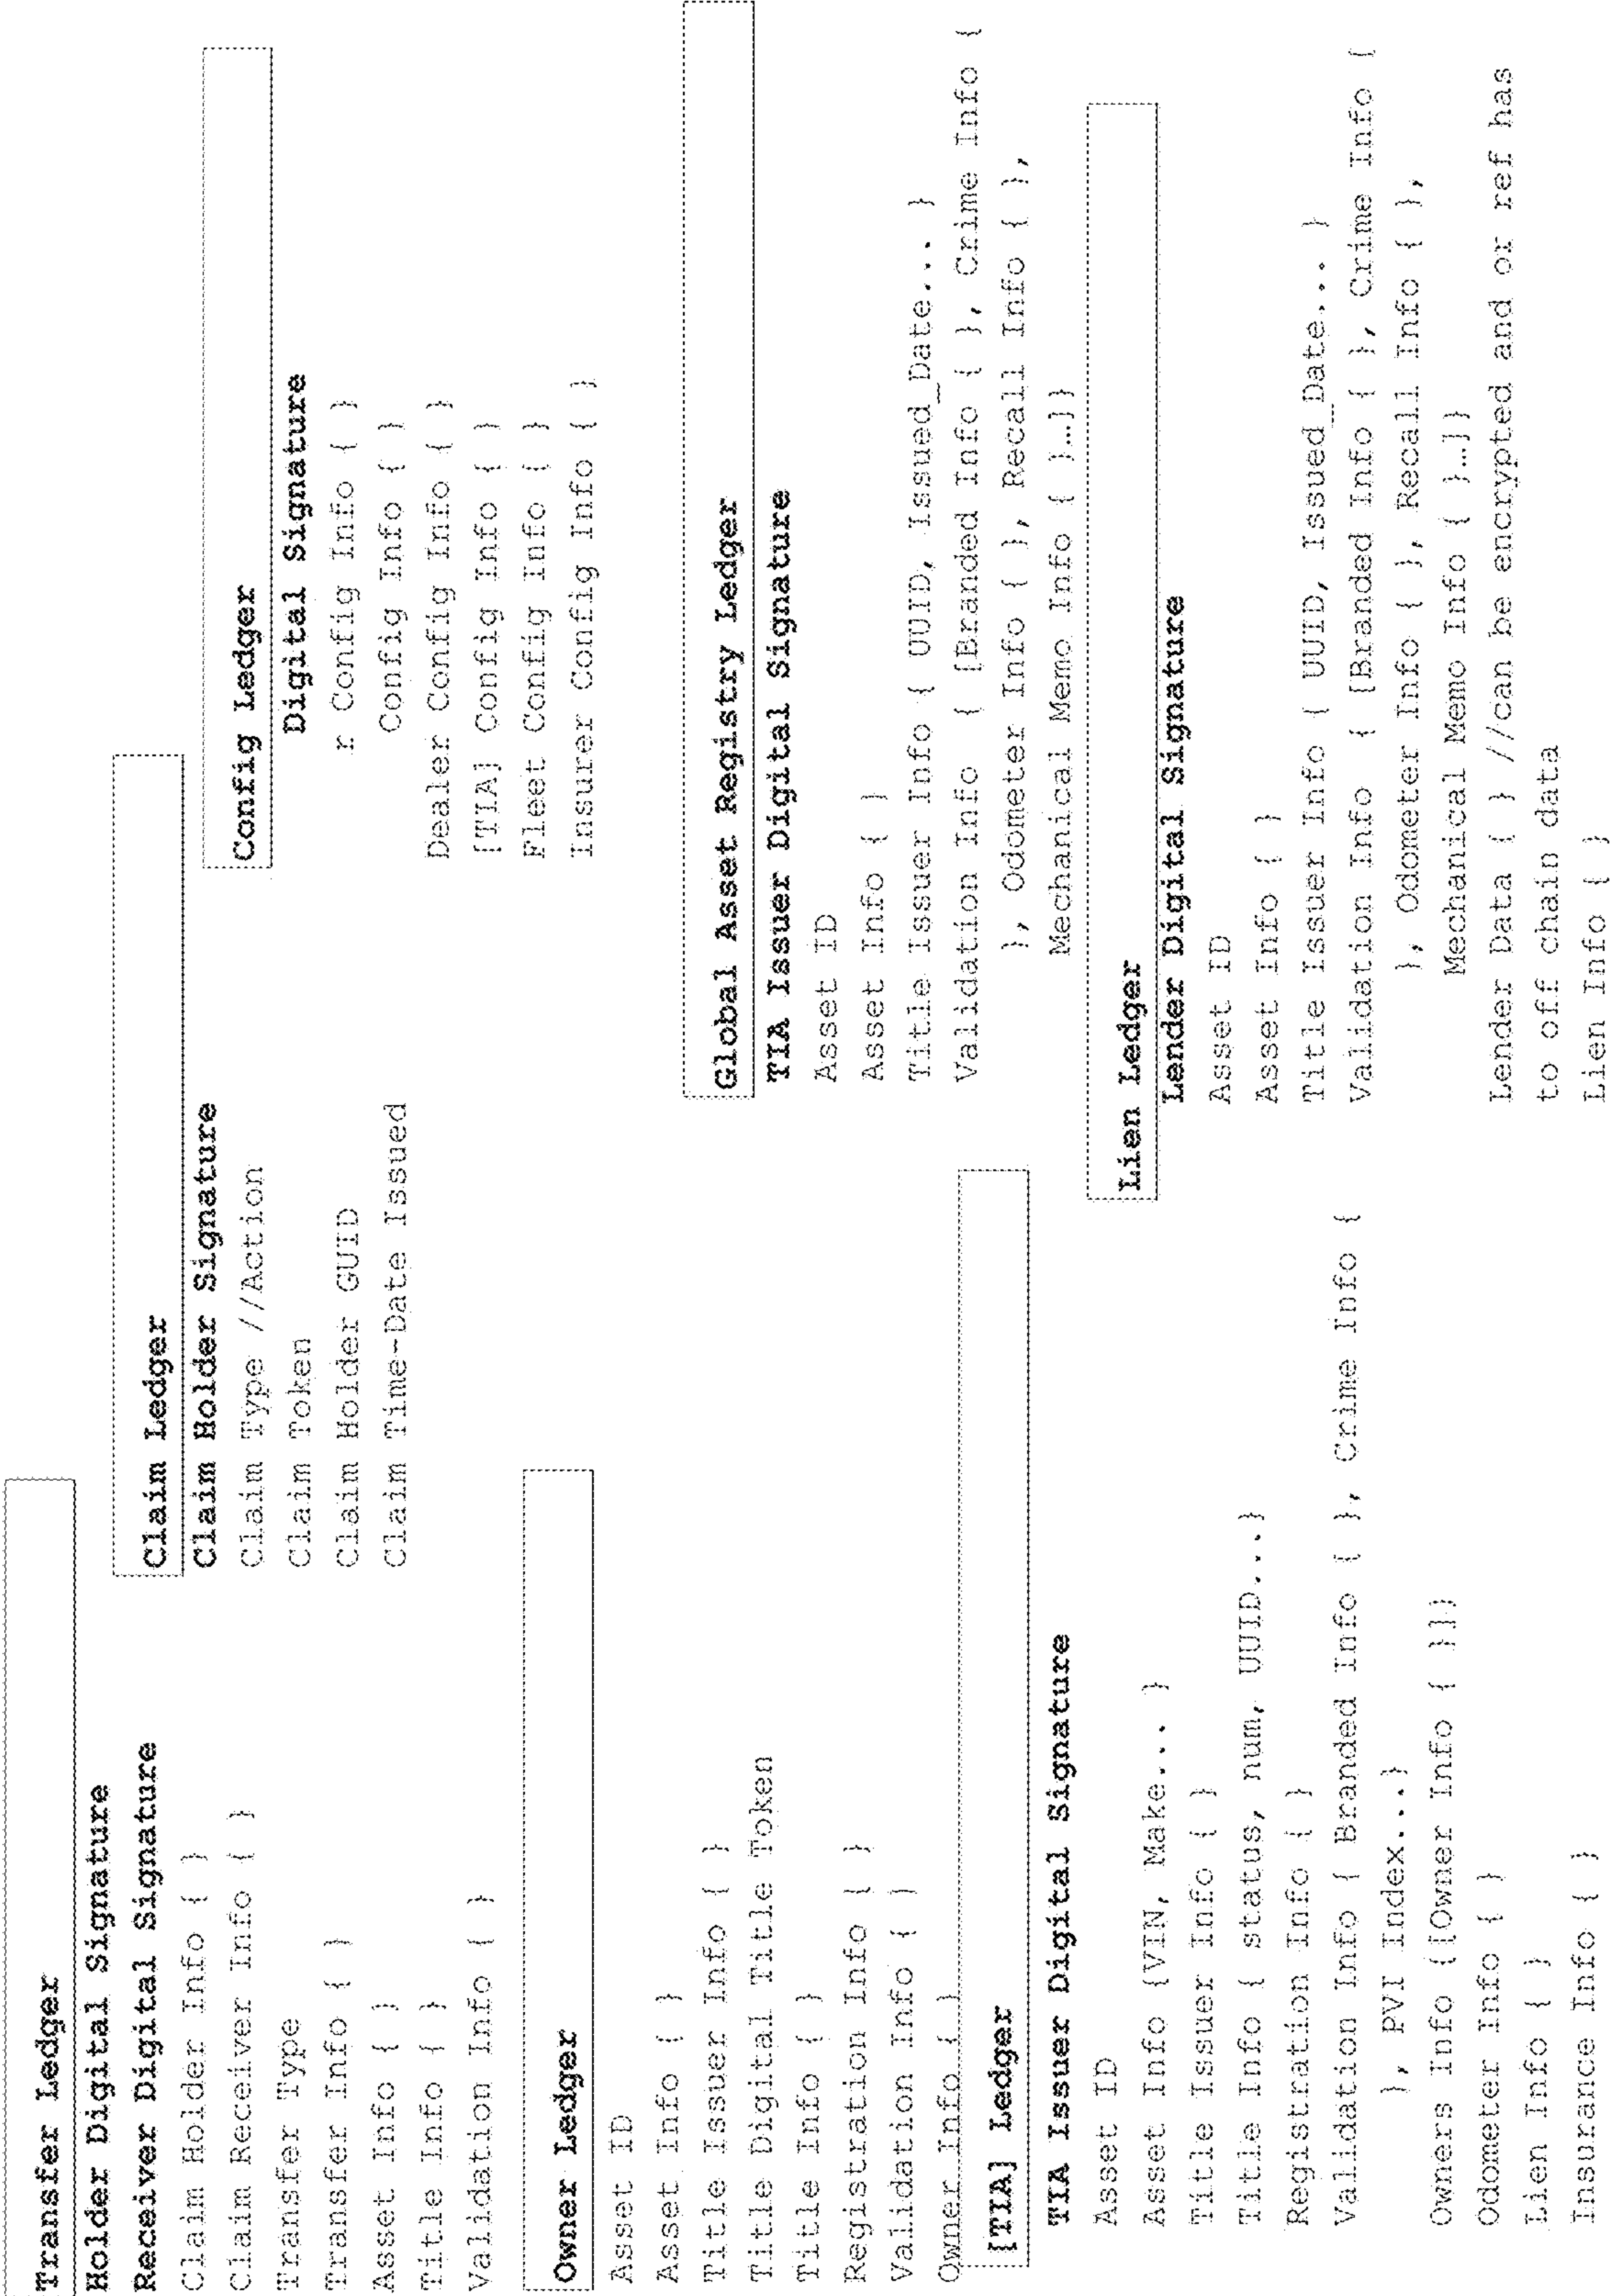 Transfer Ledger
Holder Digital Signature
Receiver Digital Signature
Claim Holder Info { }
Claim Receiver Info { }
Transfer Type
Transfer Info { }
Asset Info { }
Title Info { }
Validation Info { }
Claim Ledger
Claim Holder Signature
Claim Type //Action
Claim Token
Claim Holder GUID
Claim Time-Date Issued
Config Ledger
Digital Signature
r Config Info { }
Config Info { }
Dealer Config Info { }
[TIA] Config Info { }
Fleet Config Info { }
Insurer Config Info { }
Owner Ledger
Asset ID
Asset Info { }
Title Issuer Info { }
Title Digital Title Token
Title Info { }
Registration Info { }
Validation Info { }
Owner Info { }
Global Asset Registry Ledger
TIA Issuer Digital Signature
Asset ID
Asset Info { }
Title Issuer Info { UUID, Issued_Date... }
Validation Info { [Branded Info { }, Crime Info {
}, Odometer Info { }, Recall Info { },
Mechanical Memo Info { }…]}
[TIA] Ledger
TIA Issuer Digital Signature
Asset ID
Asset Info {VIN, Make... }
Title Issuer Info { }
Title Info { status, num, UUID...}
Registration Info { }
Validation Info { Branded Info { }, Crime Info {
}, PVI Index...}
Owners Info {[Owner Info { }]}
Odometer Info { }
Lien Info { }
Insurance Info { }
Lien Ledger
Lender Digital Signature
Asset ID
Asset Info { }
Title Issuer Info { UUID, Issued_Date... }
Validation Info { [Branded Info { }, Crime Info {
}, Odometer Info { }, Recall Info { },
Mechanical Memo Info { }…]}
Lender Data { } //can be encrypted and or ref has
to off chain data
Lien Info { }